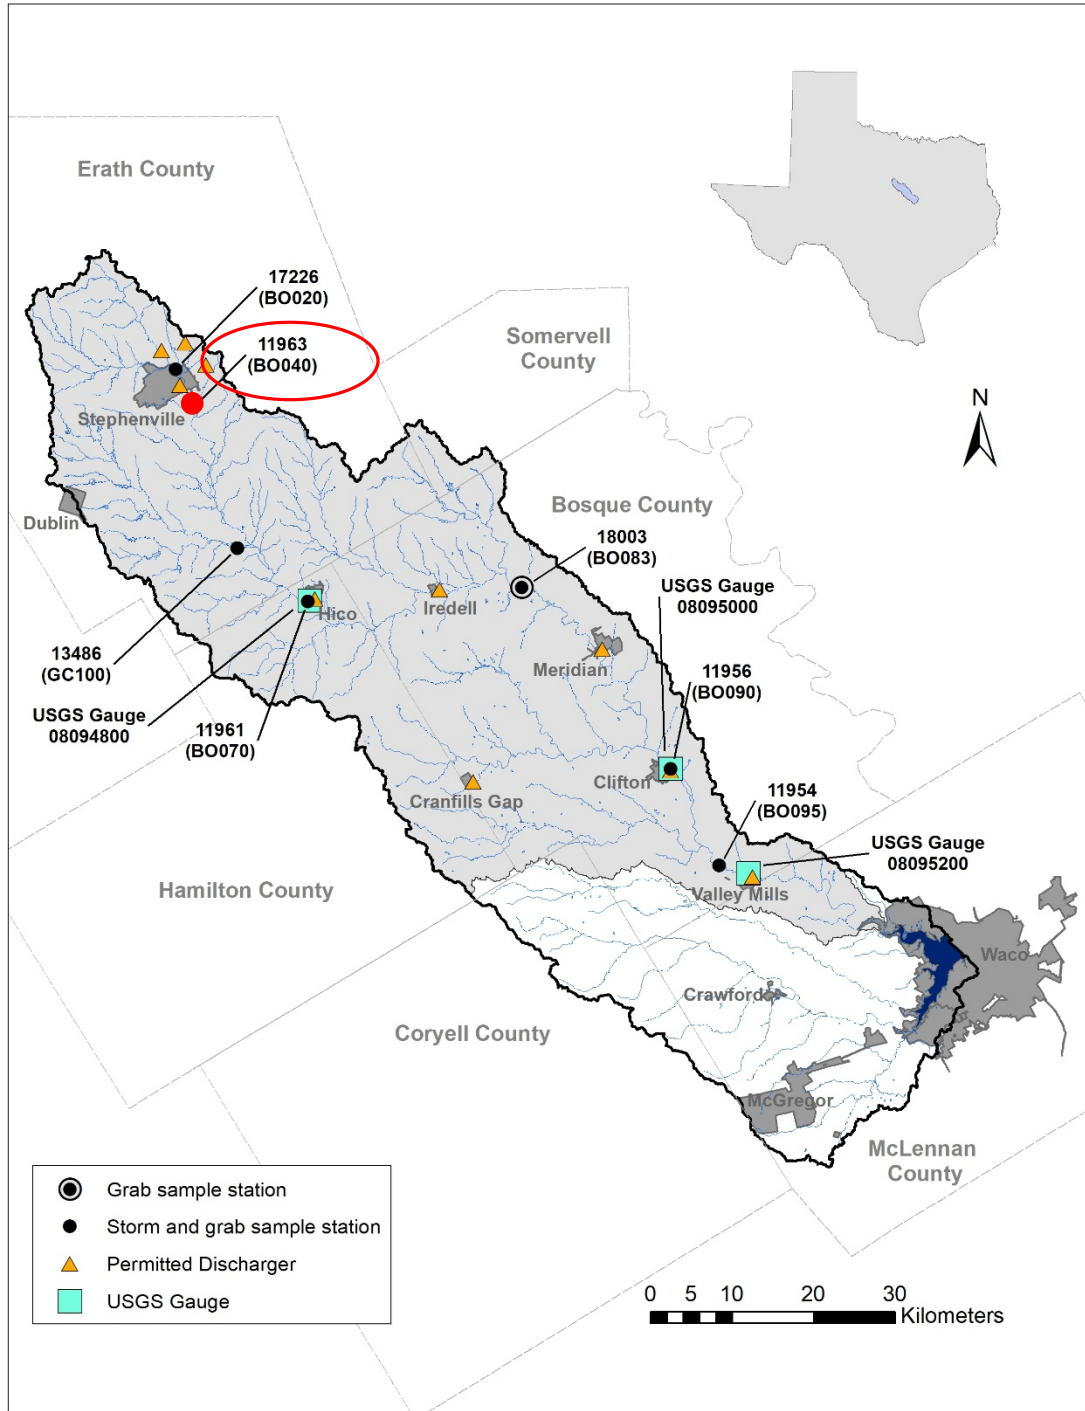 Erath County
17226
(BO020)
11963
(BO040)
Somervell
County
N
Stephenville
Dublin
Bosque County
18003
(BO083)
USGS Gauge
08095000
Hico
Iredell
13486
(GC100)
Meridian
11956
(BO090)
USGS Gauge
08094800
11961
(BO070)
Clifton
Cranfills Gap
11954
(BO095)
USGS Gauge
08095200
Hamilton County
Valley Mills
Waco
Crawford
Coryell County
McGregor
McLennan
County
Grab sample station
Storm and grab sample station
Permitted Discharger
USGS Gauge
0 5 10 20 30
Kilometers